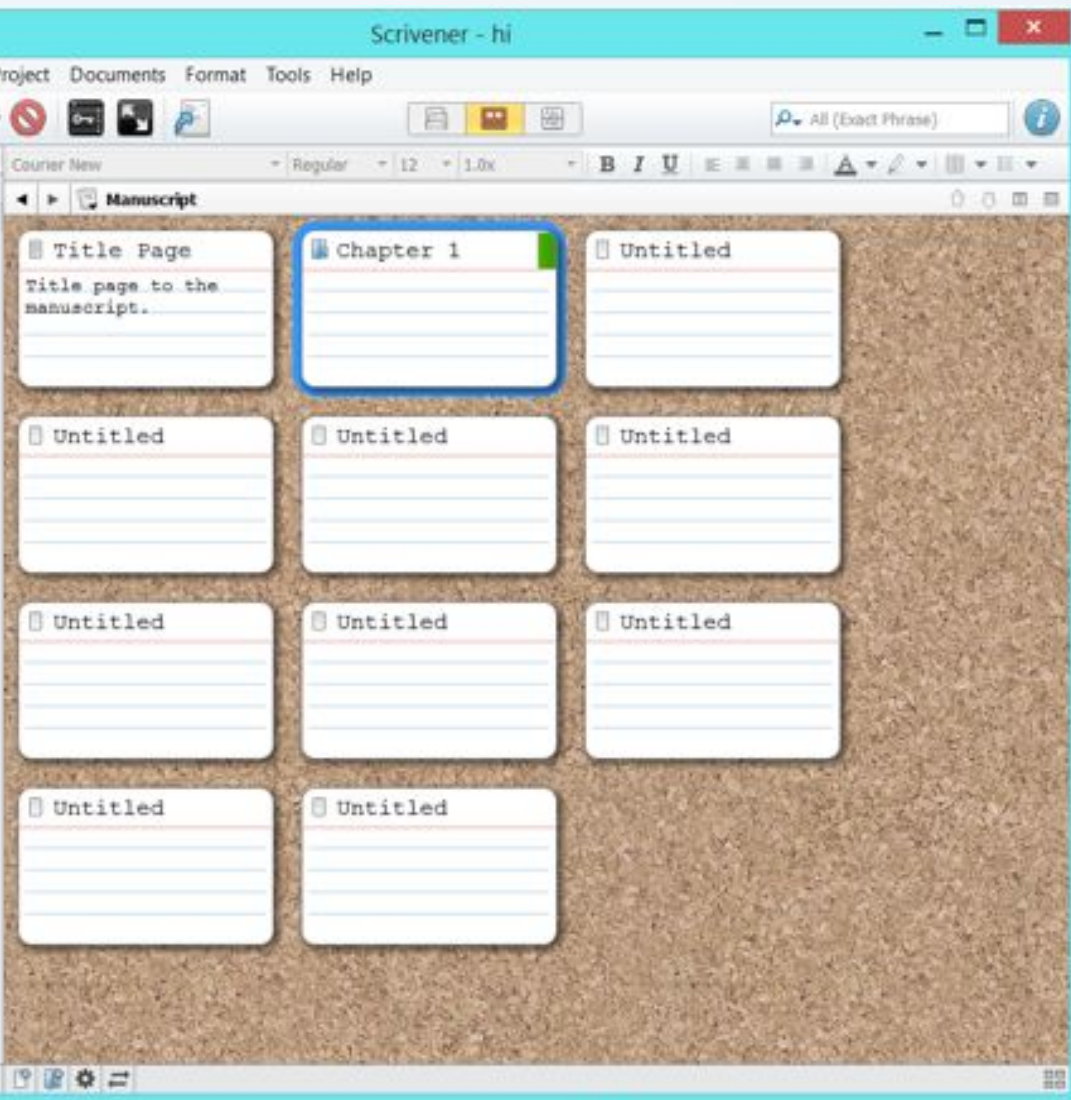 Scrivener - hi
Project Documents Format Tools Help
All (Exact Phrase)
Courier New Regular 12 1.0x B I U A
Manuscript
Title Page Chapter 1 Untitled
Title page to the
manuscript.
Untitled Untitled Untitled
Untitled Untitled Untitled
Untitled Untitled